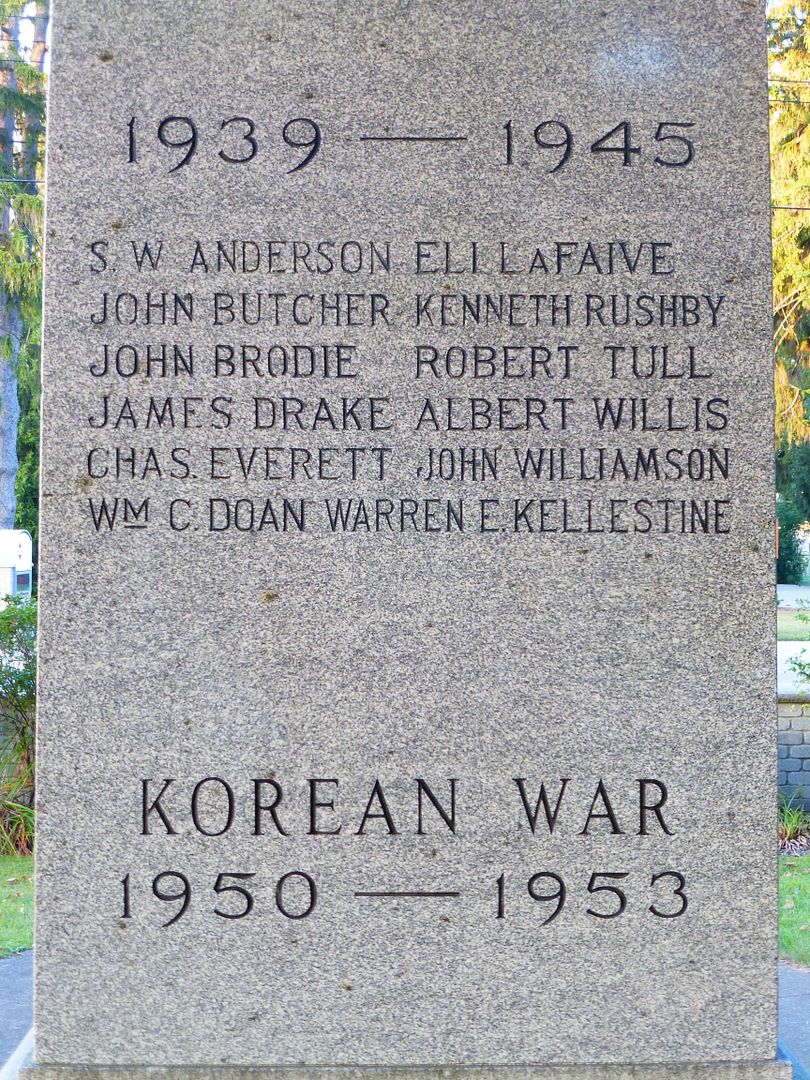 1939 — 1945
S. W ANDERSON ELI LAFAIVE
JOHN BUTCHER KENNETH RUSHBY
JOHN BRODIE ROBERT TULL
JAMES DRAKE ALBERT WILLIS
CHAS. EVERETT JOHN WILLIAMSON
WM C. DOAN WARREN E. KELLESTINE
KOREAN WAR
1950 — 1953